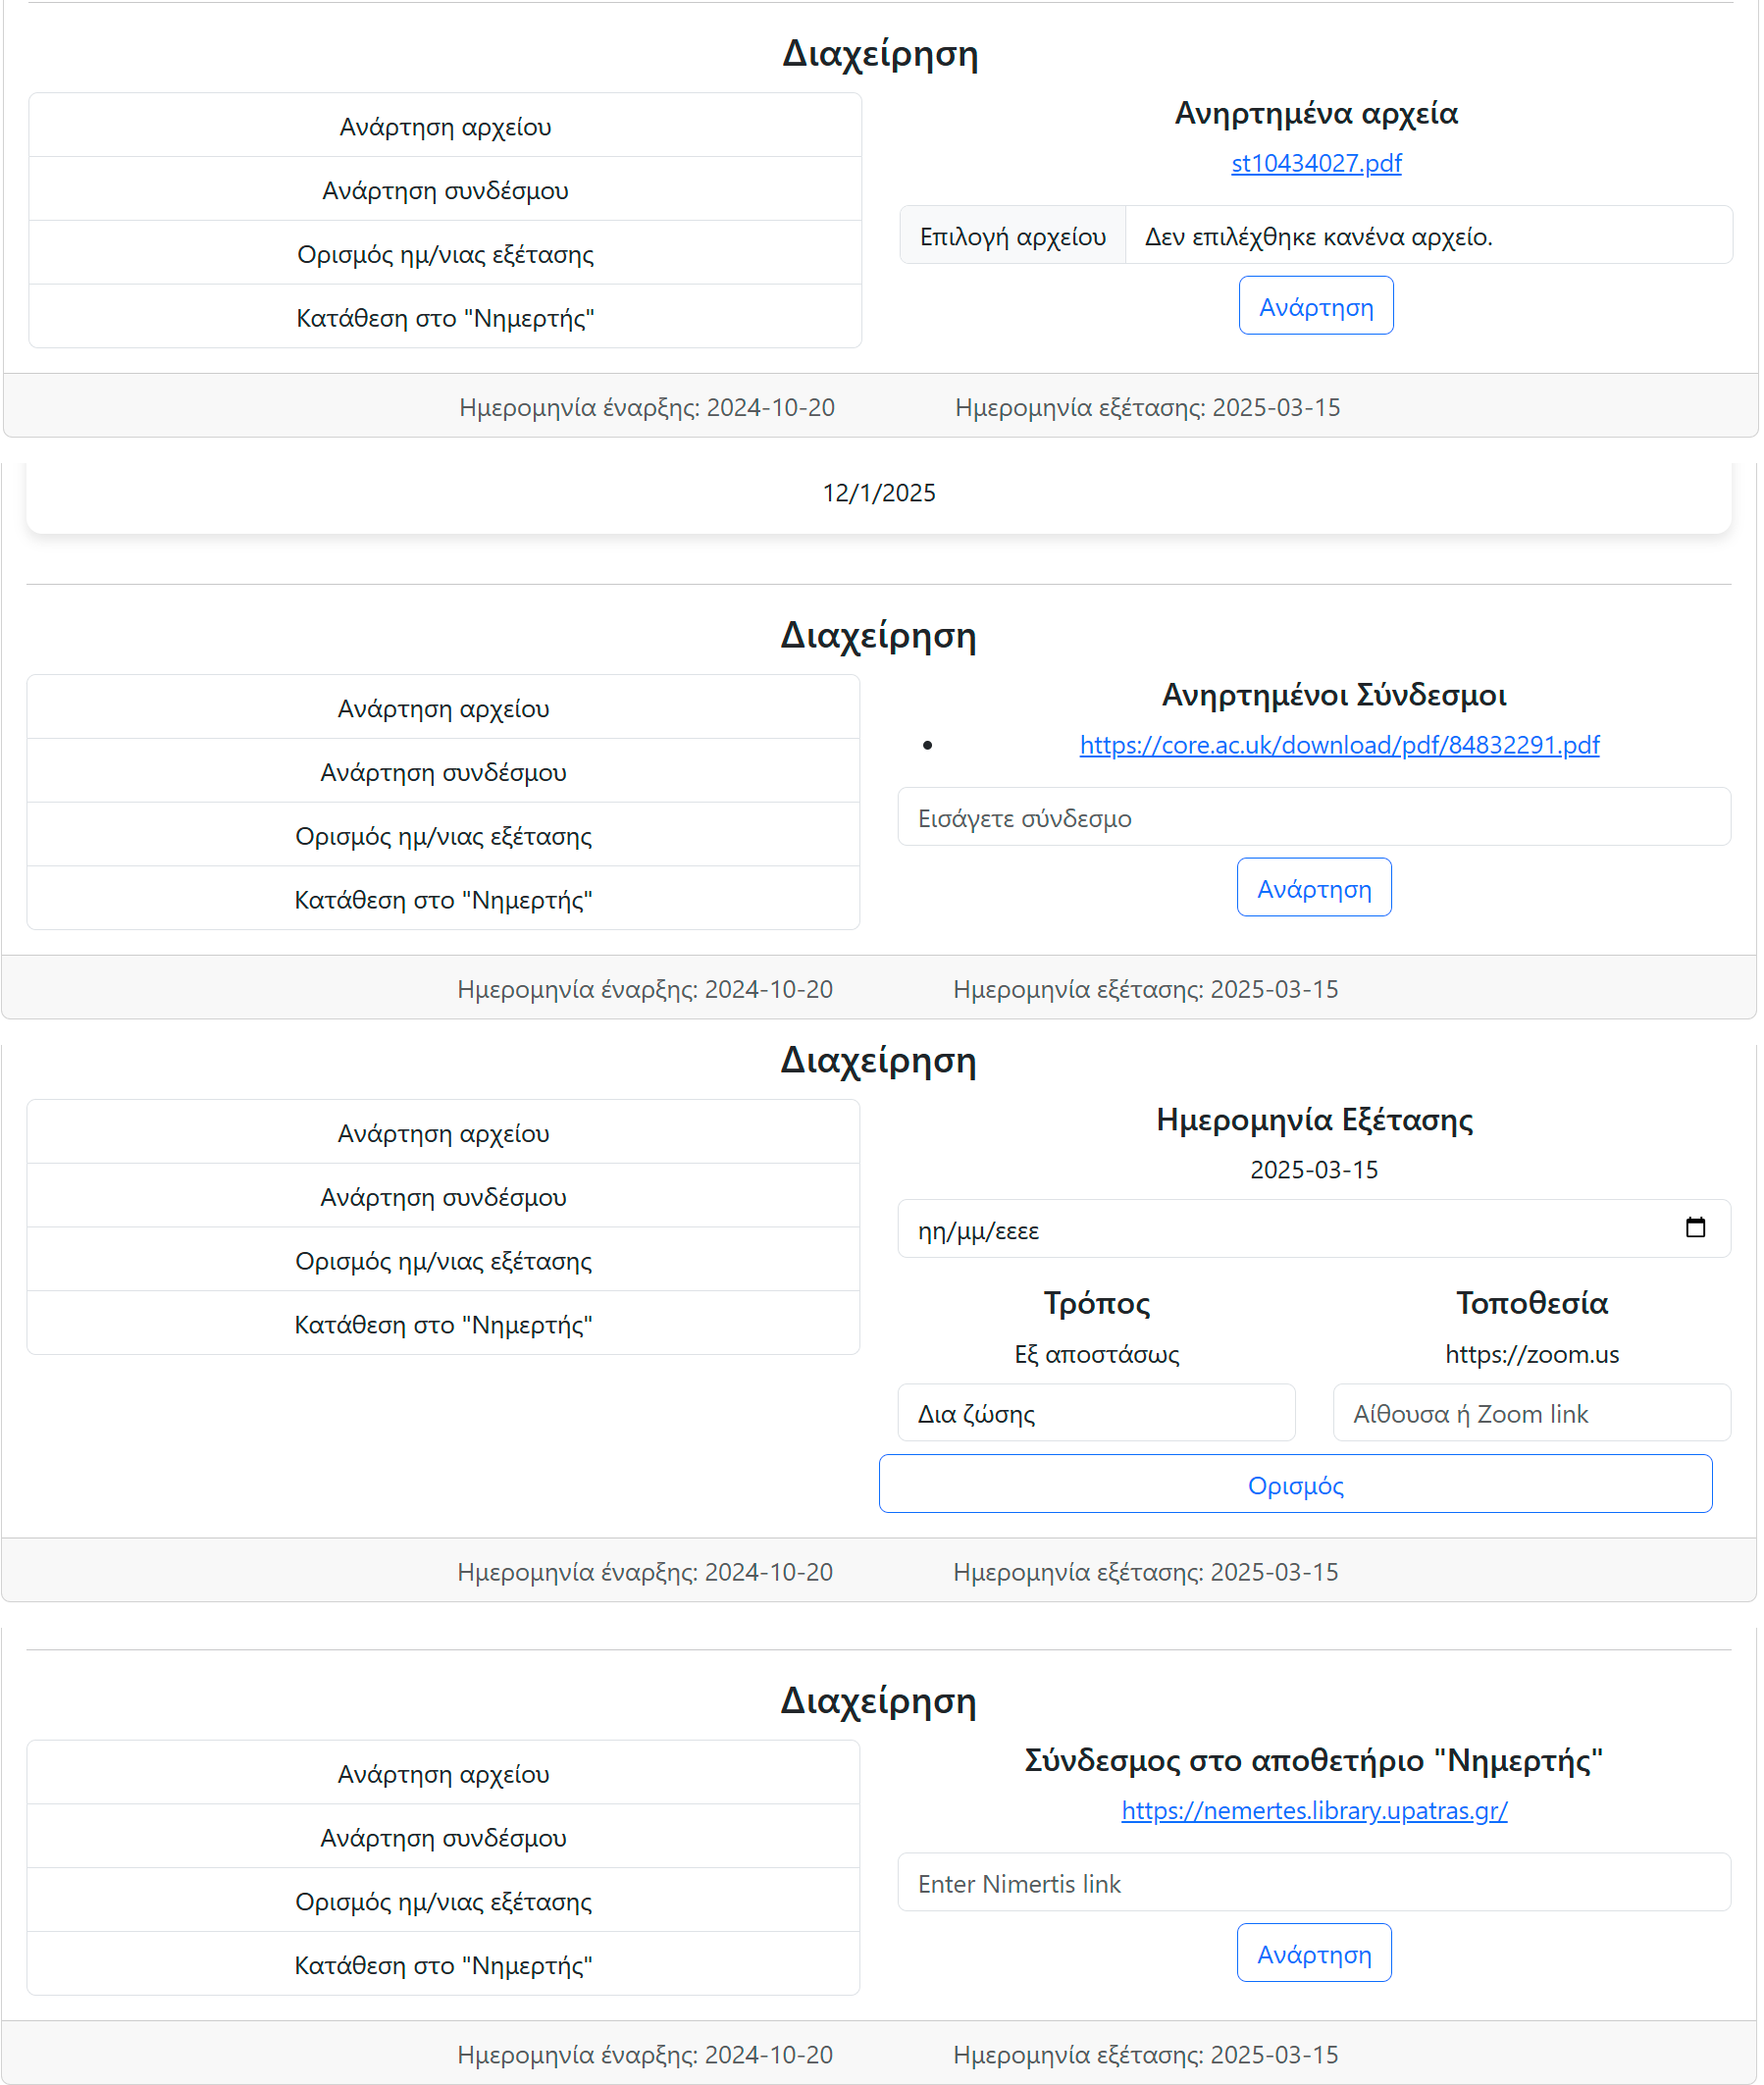 Διαχείρηση
Ανάρτηση αρχείου
Ανάρτηση συνδέσμου
Ορισμός ημ/νιας εξέτασης
Κατάθεση στο "Νημερτής"
Ανηρτημένα αρχεία
st10434027.pdf
Επιλογή αρχείου Δεν επιλέχθηκε κανένα αρχείο.
Ανάρτηση
Ημερομηνία έναρξης: 2024-10-20 Ημερομηνία εξέτασης: 2025-03-15
12/1/2025
Διαχείρηση
Ανάρτηση αρχείου
Ανάρτηση συνδέσμου
Ορισμός ημ/νιας εξέτασης
Κατάθεση στο "Νημερτής"
Ανηρτημένοι Σύνδεσμοι
• https://core.ac.uk/download/pdf/84832291.pdf
Εισάγετε σύνδεσμο
Ανάρτηση
Ημερομηνία έναρξης: 2024-10-20 Ημερομηνία εξέτασης: 2025-03-15
Διαχείρηση
Ανάρτηση αρχείου
Ανάρτηση συνδέσμου
Ορισμός ημ/νιας εξέτασης
Κατάθεση στο "Νημερτής"
Ημερομηνία Εξέτασης
2025-03-15
ηη/μμ/εεεε
Τρόπος Τοποθεσία
Εξ αποστάσως https://zoom.us
Δια ζώσης Αίθουσα ή Zoom link
Ορισμός
Ημερομηνία έναρξης: 2024-10-20 Ημερομηνία εξέτασης: 2025-03-15
Διαχείρηση
Ανάρτηση αρχείου
Ανάρτηση συνδέσμου
Ορισμός ημ/νιας εξέτασης
Κατάθεση στο "Νημερτής"
Σύνδεσμος στο αποθετήριο "Νημερτής"
https://nemertes.library.upatras.gr/
Enter Nimertis link
Ανάρτηση
Ημερομηνία έναρξης: 2024-10-20 Ημερομηνία εξέτασης: 2025-03-15